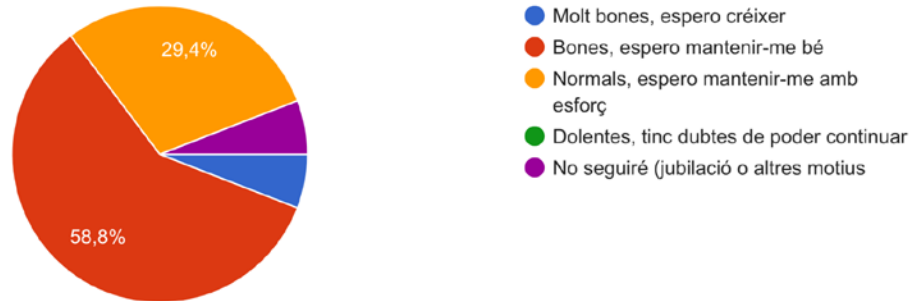 29,4%
58,8%
Molt bones, espero créixer
Bones, espero mantenir-me bé
Normals, espero mantenir-me amb
esforç
Dolentes, tinc dubtes de poder continuar
No seguiré (jubilació o altres motius